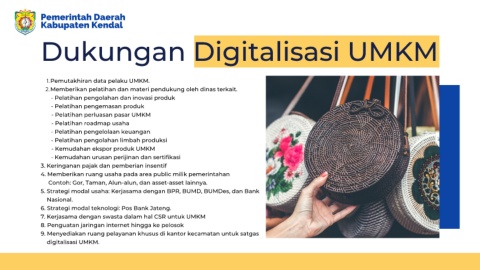 Pemerintah Daerah
Kabupaten Kendal
Dukungan Digitalisasi UMKM
1. Pemutakhiran data pelaku UMKM.
2. Memberikan pelatihan dan materi pendukung oleh dinas terkait.
- Pelatihan pengolahan dan inovasi produk
- Pelatihan pengemasan produk
- Pelatihan perluasan pasar UMKM
- Pelatihan roadmap usaha
- Pelatihan pengelolaan keuangan
- Pelatihan pengolahan limbah produksi
- Kemudahan ekspor produk UMKM
- Kemudahan urusan perijinan dan sertifikasi
3. Keringanan pajak dan pemberian insentif
4. Memberikan ruang usaha pada area public milik pemerintahan
Contoh: Gor, Taman, Alun-alun, dan asset-asset lainnya.
5. Strategi modal usaha: Kerjasama dengan BPR, BUMD, BUMDes, dan Bank
Nasional.
6. Strategi modal teknologi: Pos Bank Jateng.
7. Kerjasama dengan swasta dalam hal CSR untuk UMKM
8. Penguatan jaringan internet hingga ke pelosok
9. Menyediakan ruang pelayanan khusus di kantor kecamatan untuk satgas
digitalisasi UMKM.